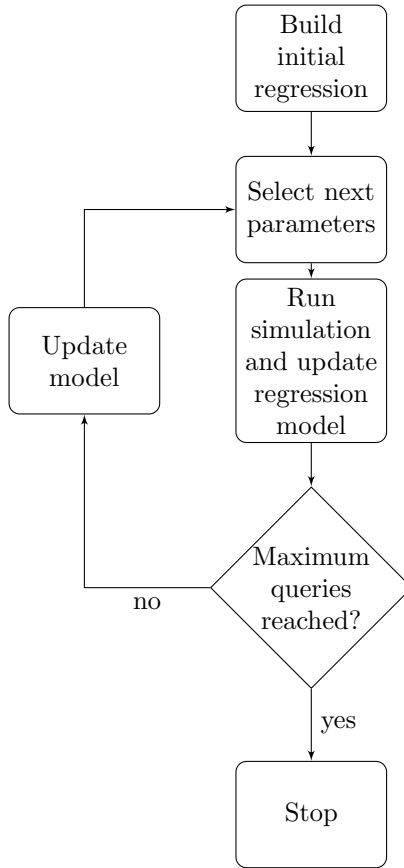 Build
initial
regression
Select next
parameters
Run
simulation
and update
regression
model
Update
model
Maximum
queries
reached?
no
yes
Stop